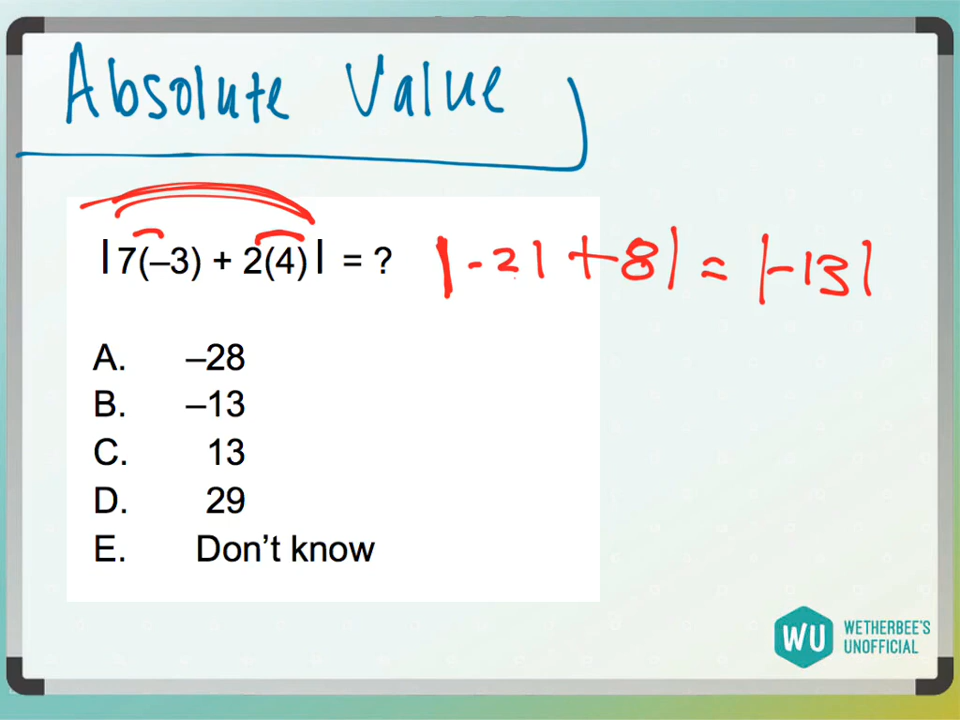 Absolute Value
|7(–3) + 2(4)| = ? |-21 + 8| = |-13|
A. –28
B. –13
C. 13
D. 29
E. Don't know
WU WETHERBEE'S
UNOFFICIAL